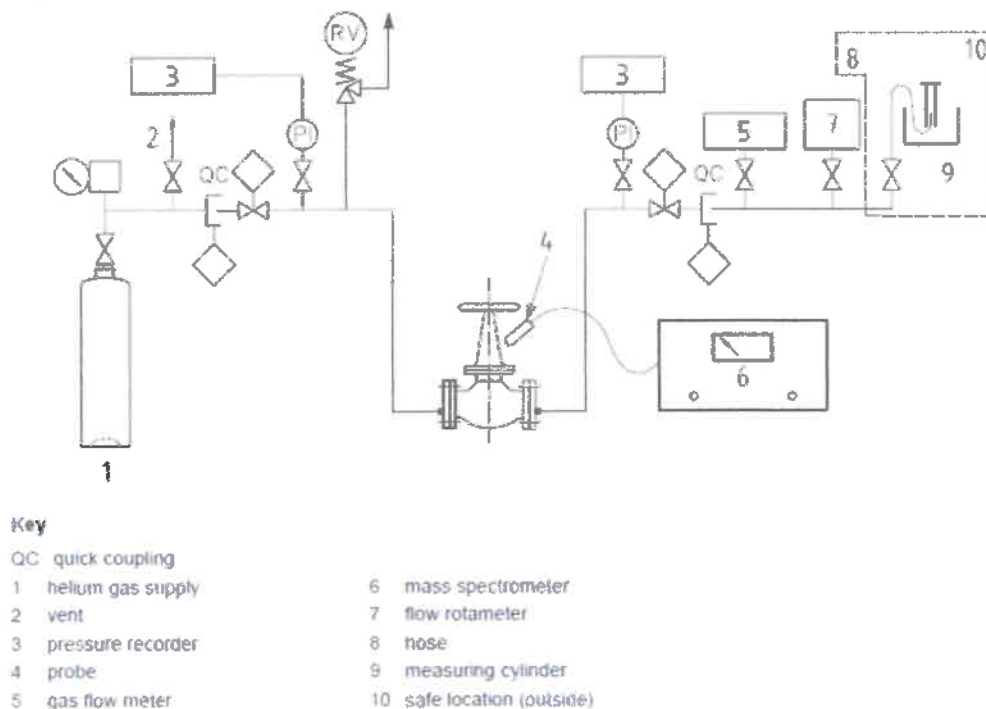 RV
3
8
10
3
PI
2
QC
PI
QC
5
7
9
4
6
1
Key
QC quick coupling
1 helium gas supply
2 vent
3 pressure recorder
4 probe
5 gas flow meter
6 mass spectrometer
7 flow rotameter
8 hose
9 measuring cylinder
10 safe location (outside)